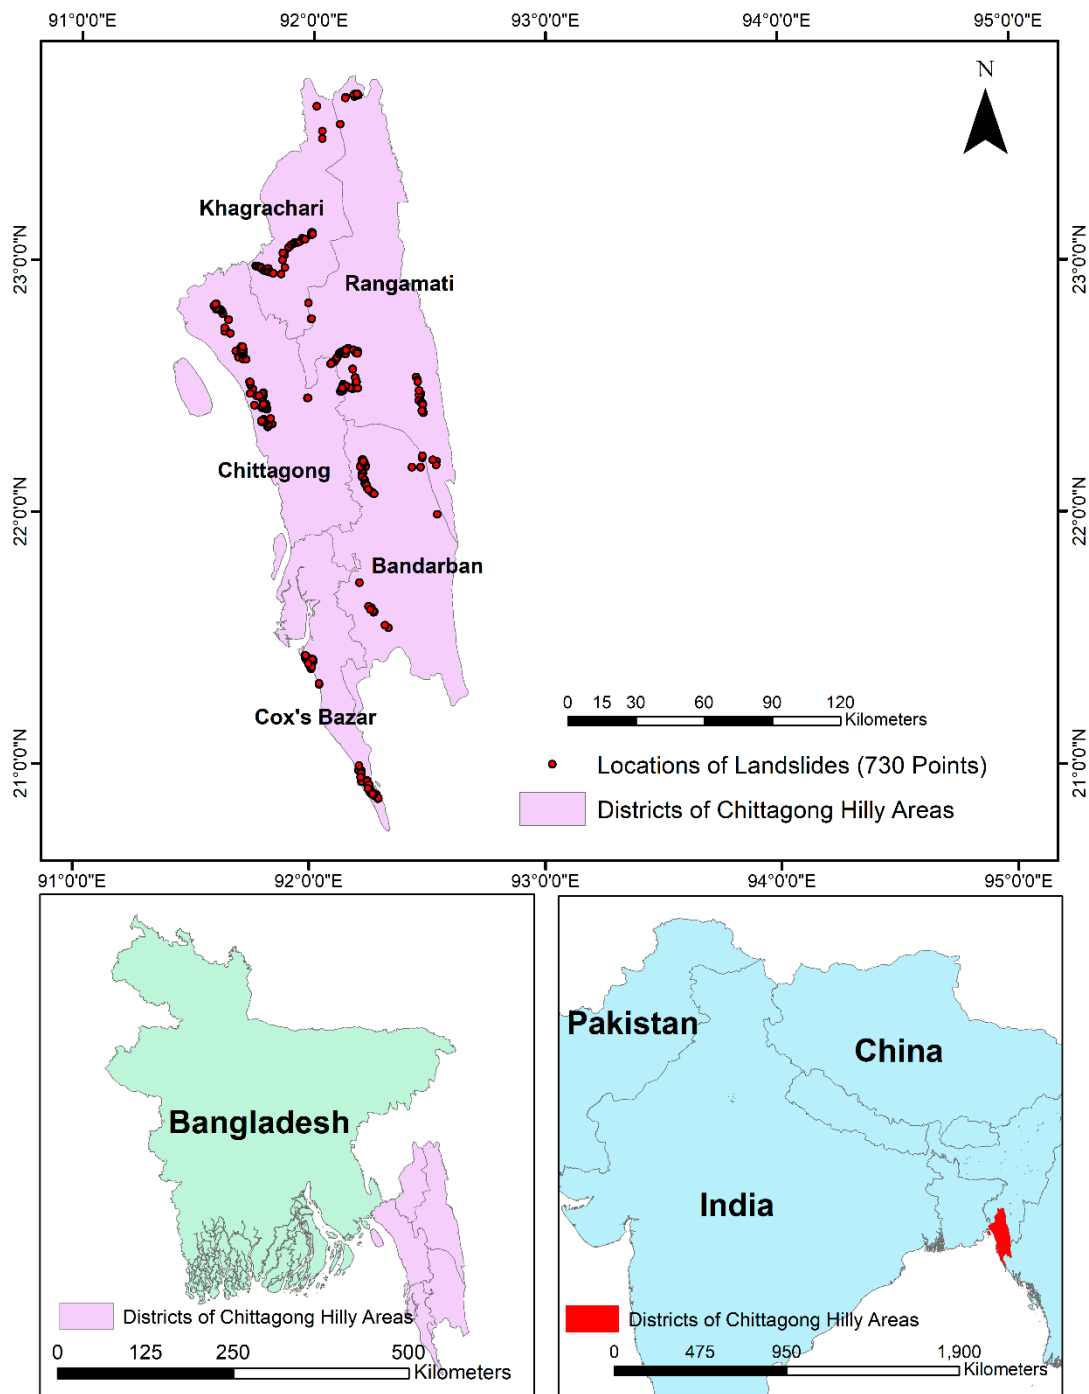 91°0'0"E 92°0'0"E 93°0'0"E 94°0'0"E 95°0'0"E
N
Khagrachari
23°0'0"N 23°0'0"N
Rangamati
Chittagong
22°0'0"N 22°0'0"N
Bandarban
Cox's Bazar
0 15 30 60 90 120
Kilometers
21°0'0"N 21°0'0"N
Locations of Landslides (730 Points)
Districts of Chittagong Hilly Areas
91°0'0"E 92°0'0"E 93°0'0"E 94°0'0"E 95°0'0"E
Bangladesh
Districts of Chittagong Hilly Areas
0 125 250 500
Kilometers
Pakistan
China
India
Districts of Chittagong Hilly Areas
0 475 950 1,900
Kilometers